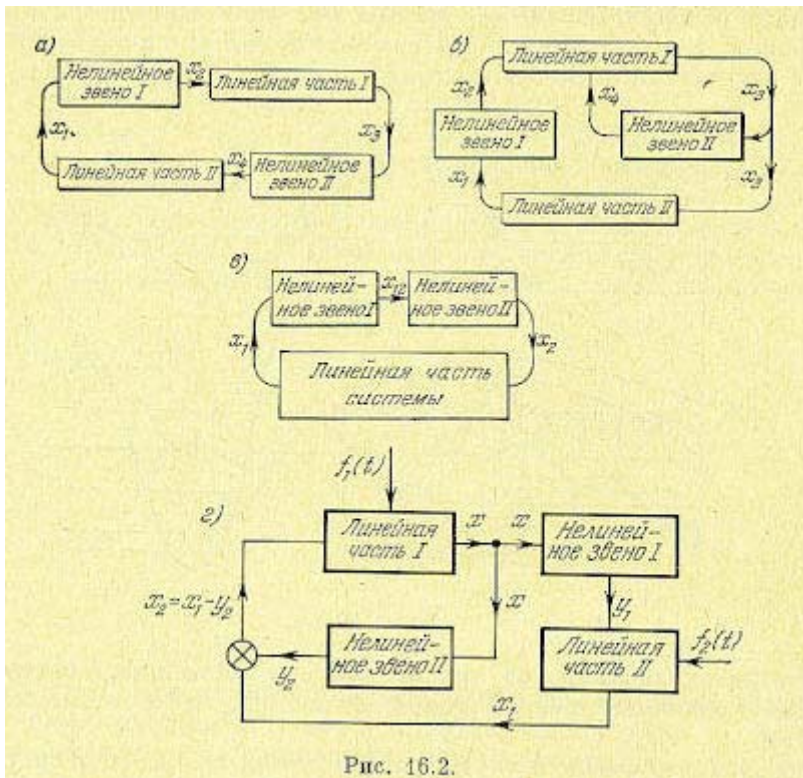 а)
Нелинейное
звено I
x₂
Линейная часть I
x₁
x₃
Линейная часть II
x₄
Нелинейное
звено II
б)
Линейная часть I
x₂
x₄
x₃
Нелинейное
звено I
Нелинейное
звено II
x₁
x₃
Линейная часть II
в)
Нелиней-
ное звено I
x₁₂
Нелиней-
ное звено II
x₁
x₂
Линейная часть
системы
г)
f₁(t)
Линейная
часть I
x
x
Нелиней-
ное звено I
x
y₁
x₂=x₁-y₂
Нелиней-
ное звено II
y₂
Линейная
часть II
f₂(t)
x₁
Рис. 16.2.